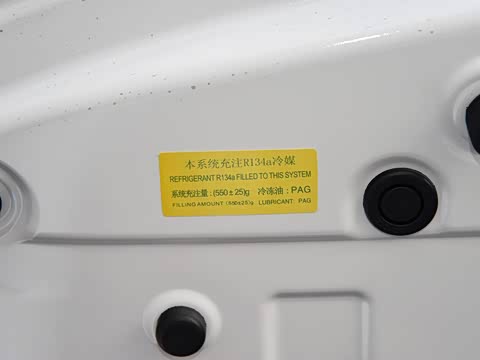 本系统充注R134a冷媒
REFRIGERANT R134a FILLED TO THIS SYSTEM
系统充注量：(550±25)g 冷冻油：PAG
FILLING AMOUNT (550±25)g LUBRICANT: PAG